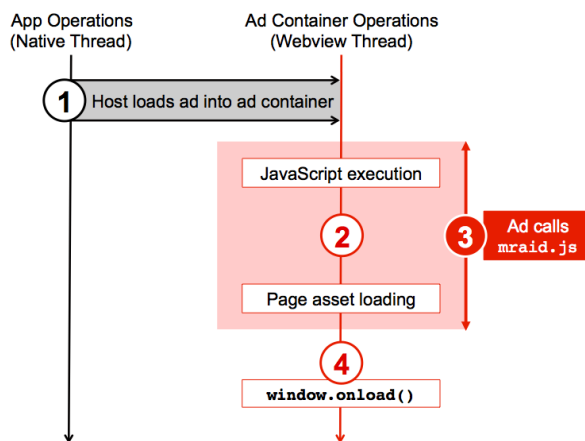 App Operations
(Native Thread)
Ad Container Operations
(Webview Thread)
1
Host loads ad into ad container
JavaScript execution
2
3
Ad calls
mraid.js
Page asset loading
4
window.onload()